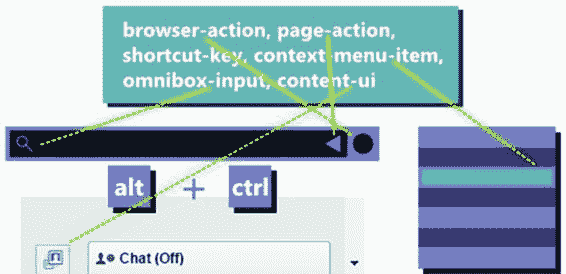 browser-action, page-action,
shortcut-key, context-menu-item,
omnibox-input, content-ui
alt + ctrl
Chat (Off)